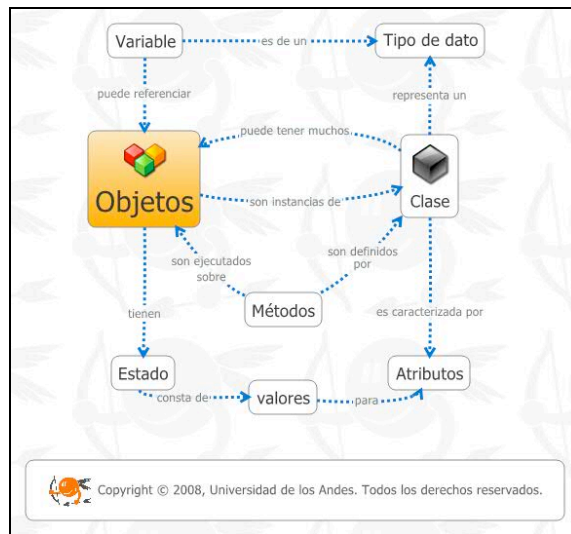 Variable
es de un
Tipo de dato
puede referenciar
representa un
puede tener muchos
Objetos
son instancias de
Clase
son ejecutados
sobre
son definidos
por
Métodos
tienen
es caracterizada por
Estado
consta de
valores
para
Atributos
Copyright © 2008, Universidad de los Andes. Todos los derechos reservados.